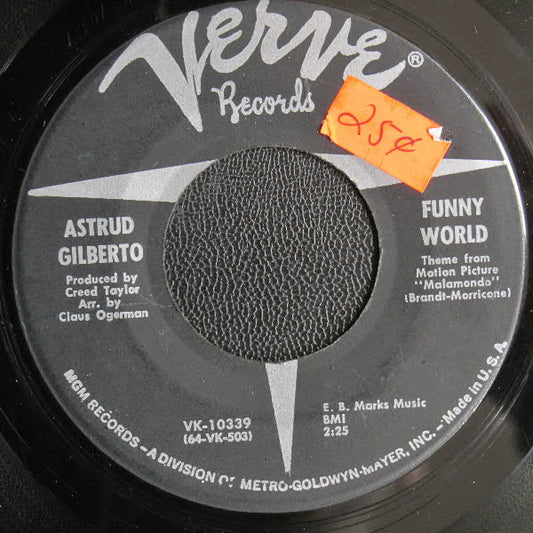 Verve®
Records
25¢
ASTRUD
GILBERTO
Produced by
Creed Taylor
Arr. by
Claus Ogerman
FUNNY
WORLD
Theme from
Motion Picture
"Malamondo"
(Brandt-Morricone)
VK-10339
(64-VK-503)
E. B. Marks Music
BMI
2:25
MGM RECORDS – A DIVISION OF METRO-GOLDWYN-MAYER, INC. – Made in U. S. A.